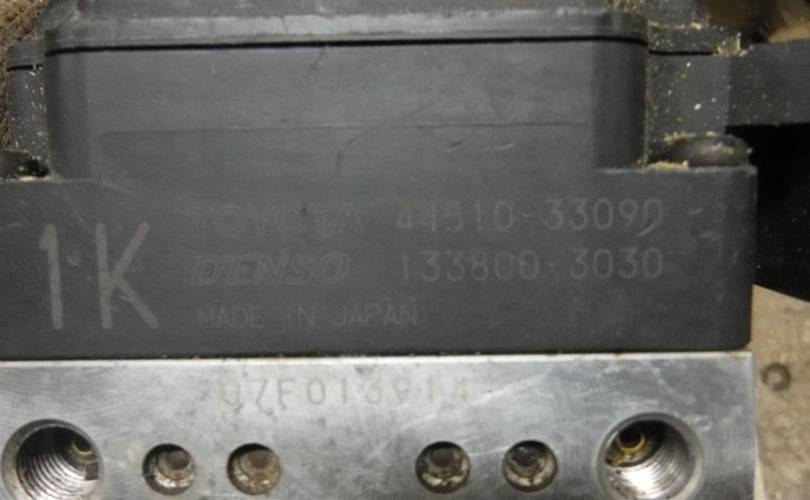 1K
TOYOTA 44510-33090
DENSO 133800-3030
MADE IN JAPAN
07F013914